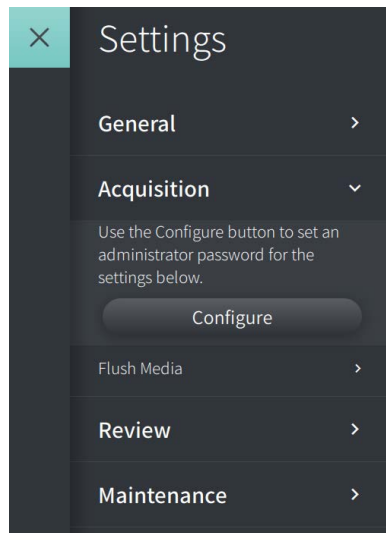 Settings
General
Acquisition
Use the Configure button to set an
administrator password for the
settings below.
Configure
Flush Media
Review
Maintenance